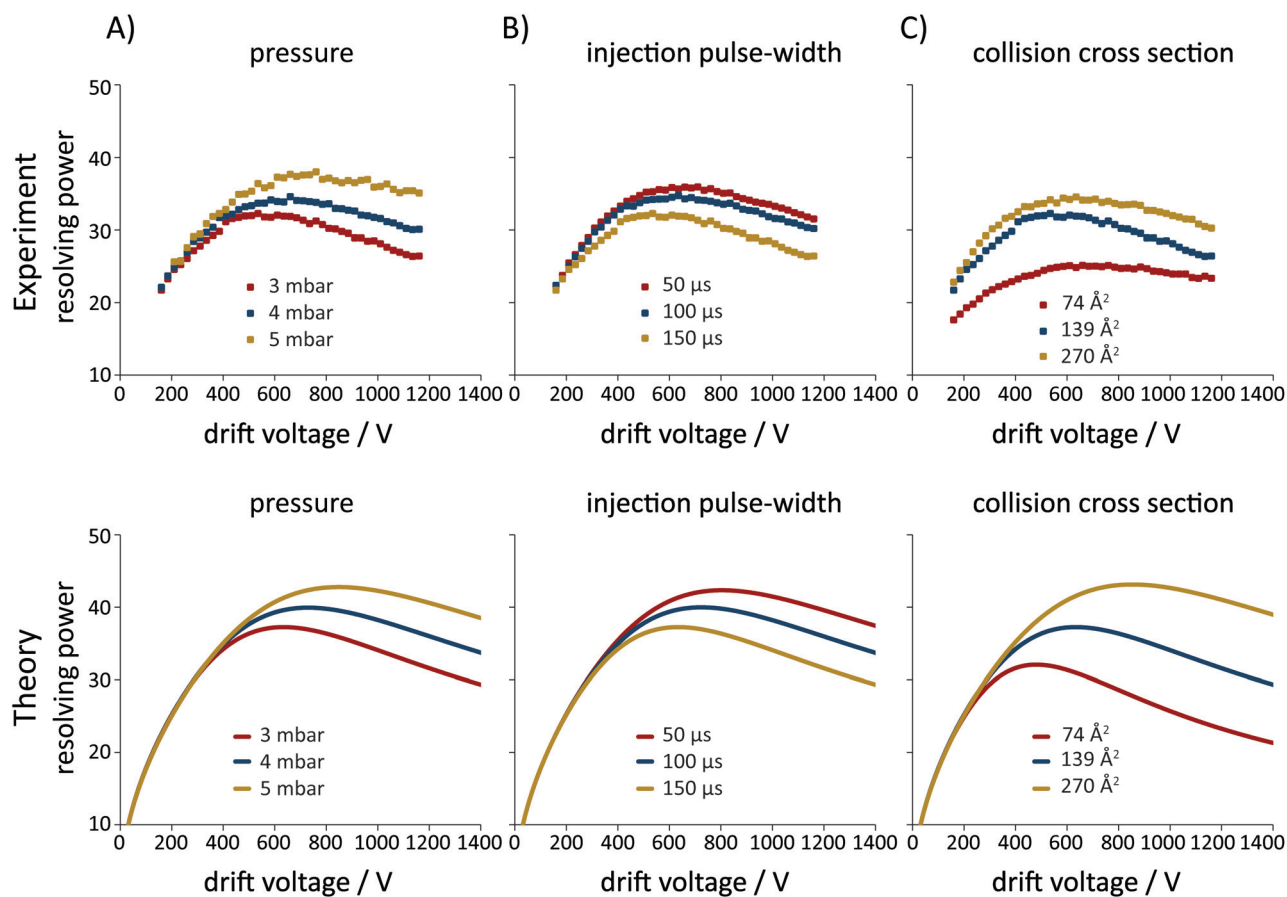 A)
pressure
B)
injection pulse-width
C)
collision cross section
Experiment
resolving power
50
40
30
20
10
3 mbar
4 mbar
5 mbar
0 200 400 600 800 1000 1200 1400
drift voltage / V
50 µs
100 µs
150 µs
0 200 400 600 800 1000 1200 1400
drift voltage / V
74 Å²
139 Å²
270 Å²
0 200 400 600 800 1000 1200 1400
drift voltage / V
pressure
injection pulse-width
collision cross section
Theory
resolving power
50
40
30
20
10
3 mbar
4 mbar
5 mbar
0 200 400 600 800 1000 1200 1400
drift voltage / V
50 µs
100 µs
150 µs
0 200 400 600 800 1000 1200 1400
drift voltage / V
74 Å²
139 Å²
270 Å²
0 200 400 600 800 1000 1200 1400
drift voltage / V